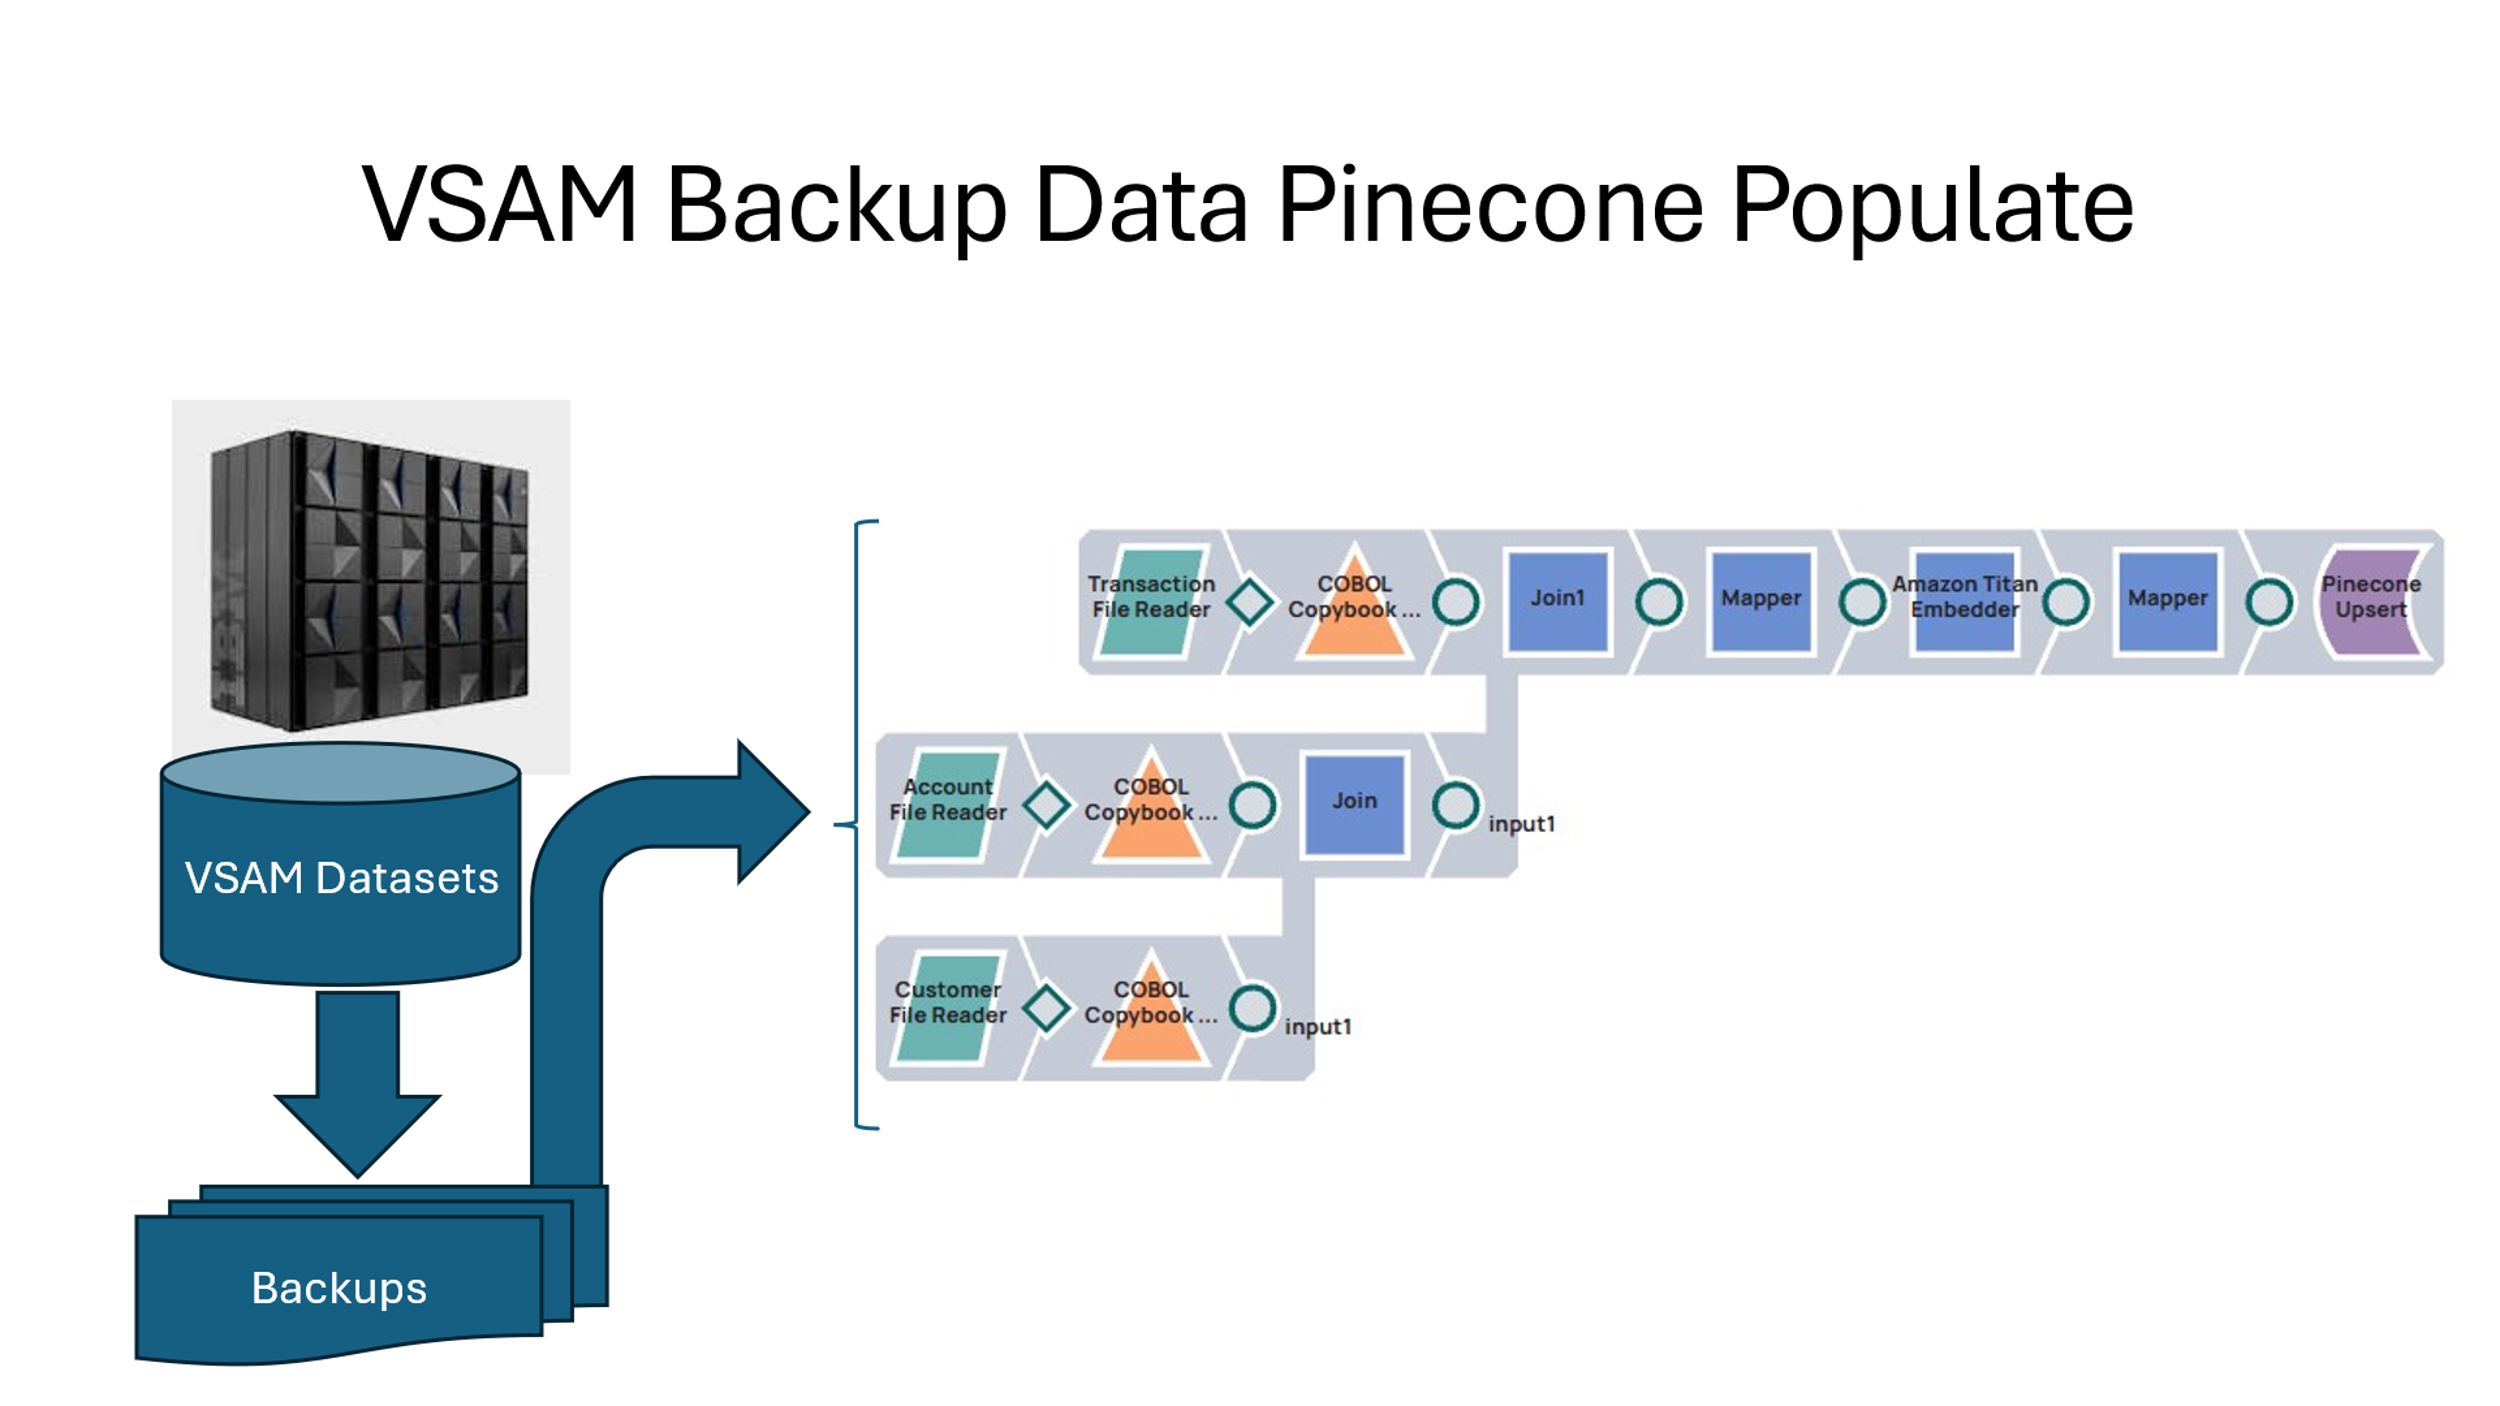 VSAM Backup Data Pinecone Populate
Transaction
File Reader
COBOL
Copybook ...
Join1
Mapper
Amazon Titan
Embedder
Mapper
Pinecone
Upsert
Account
File Reader
COBOL
Copybook ...
Join
input1
VSAM Datasets
Customer
File Reader
COBOL
Copybook ...
input1
Backups